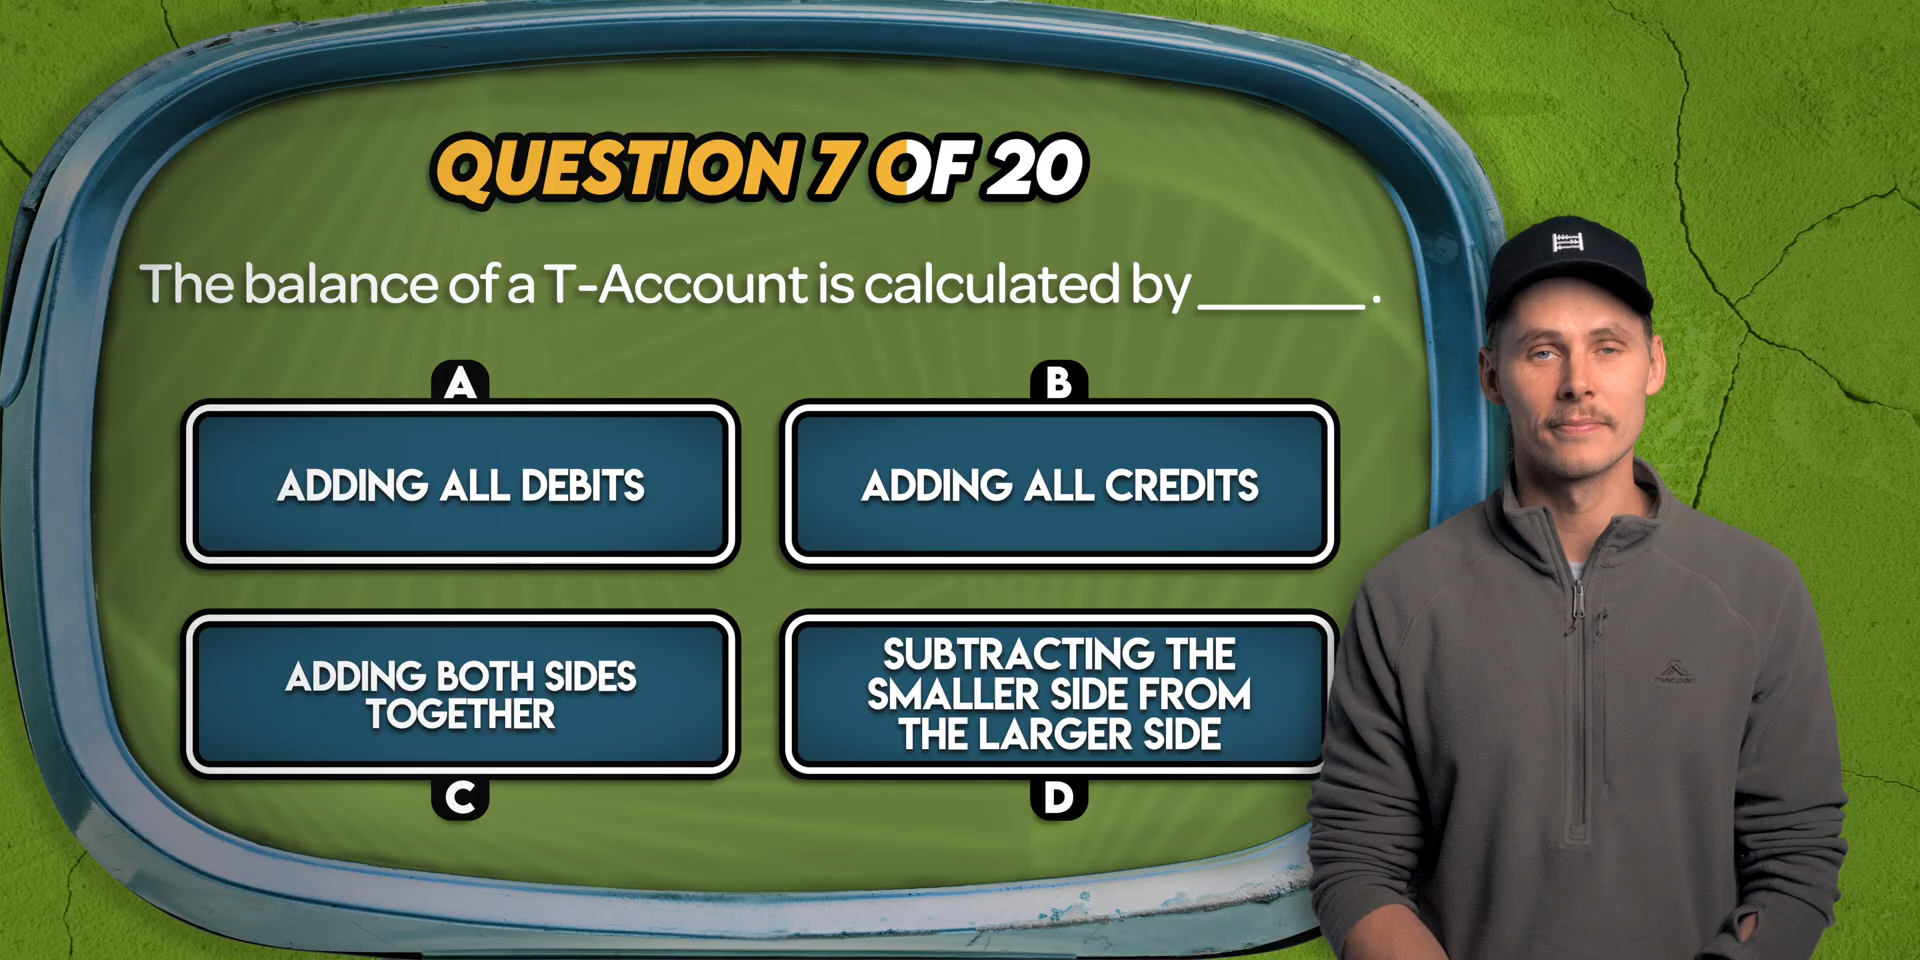 QUESTION 7 OF 20
The balance of a T-Account is calculated by ______.
A
ADDING ALL DEBITS
B
ADDING ALL CREDITS
ADDING BOTH SIDES
TOGETHER
C
SUBTRACTING THE
SMALLER SIDE FROM
THE LARGER SIDE
D
macpac